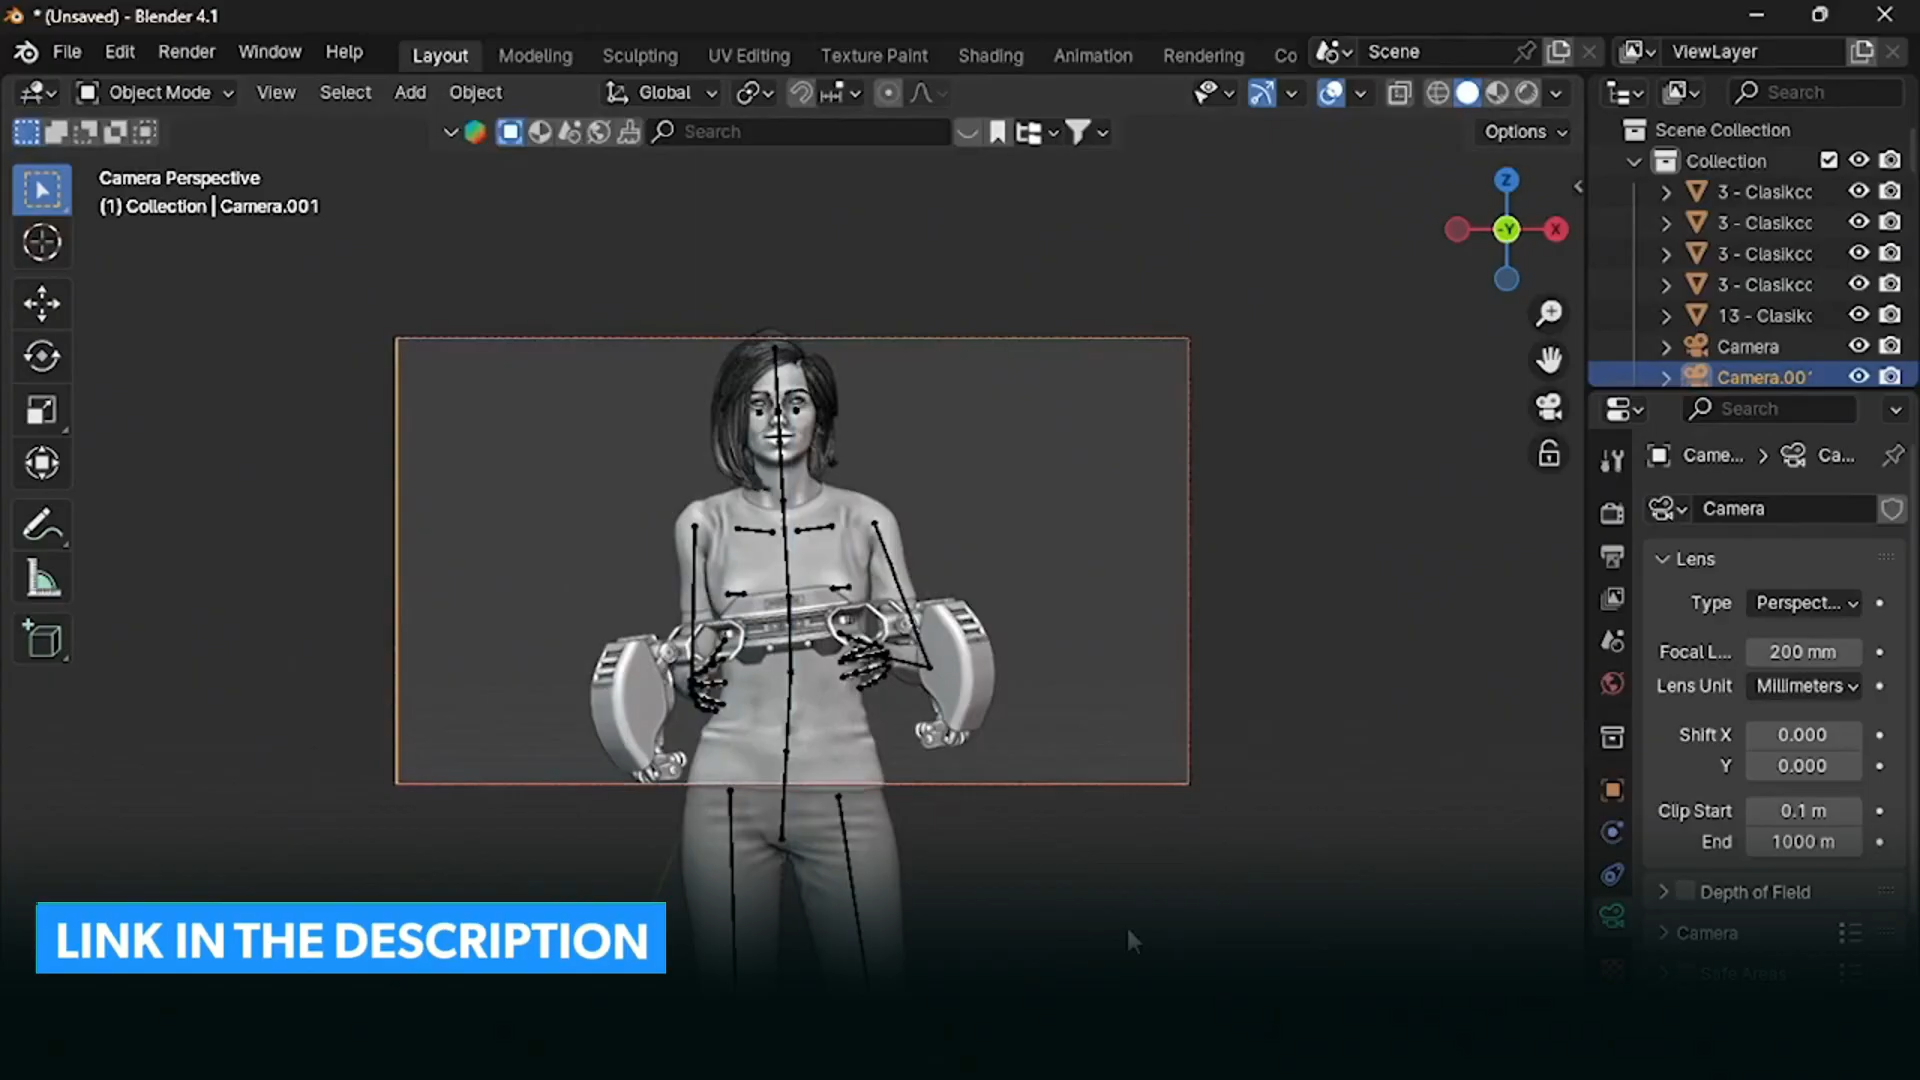 * (Unsaved) - Blender 4.1
File Edit Render Window Help
Layout Modeling Sculpting UV Editing Texture Paint Shading Animation Rendering Co
Scene
ViewLayer
Object Mode View Select Add Object
Global
Search
Search
Options
Camera Perspective
(1) Collection | Camera.001
Z
-Y
X
Scene Collection
Collection
3 - Clasikcc
3 - Clasikcc
3 - Clasikcc
3 - Clasikcc
13 - Clasikc
Camera
Camera.00
Search
Came... > Ca...
Camera
Lens
Type Perspect...
Focal L... 200 mm
Lens Unit Millimeters
Shift X 0.000
Y 0.000
Clip Start 0.1 m
End 1000 m
Depth of Field
Camera
Safe Areas
LINK IN THE DESCRIPTION